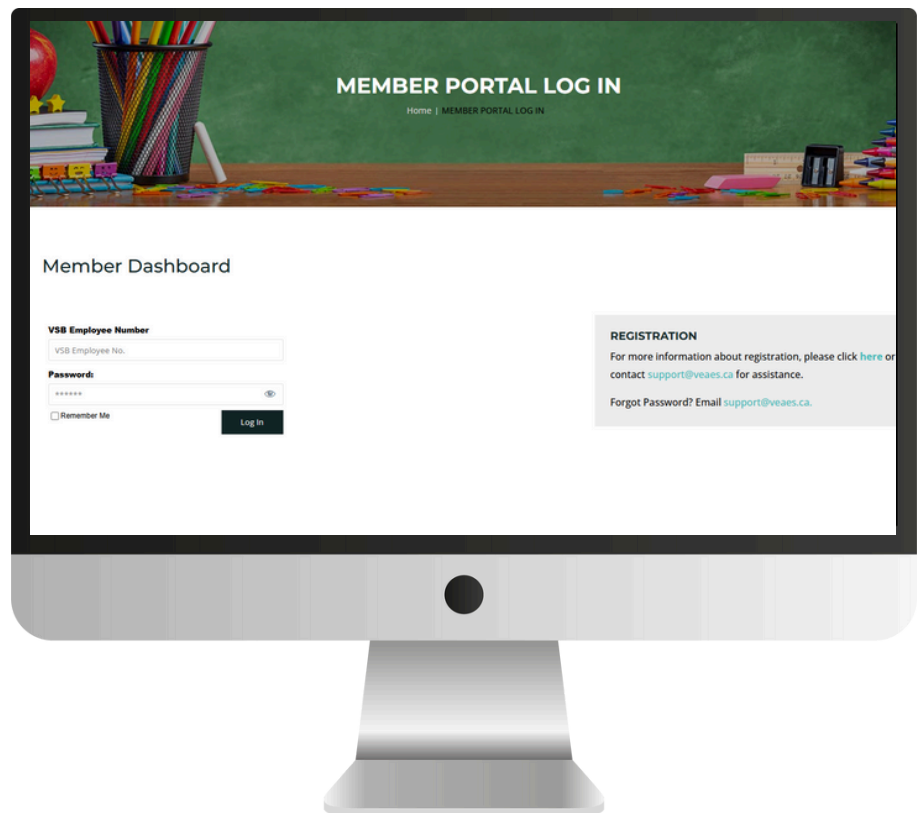 MEMBER PORTAL LOG IN
Home | MEMBER PORTAL LOG IN
Member Dashboard
VSB Employee Number
VSB Employee No.
Password:
******
Remember Me
Log In
REGISTRATION
For more information about registration, please click here or
contact support@veaes.ca for assistance.
Forgot Password? Email support@veaes.ca.